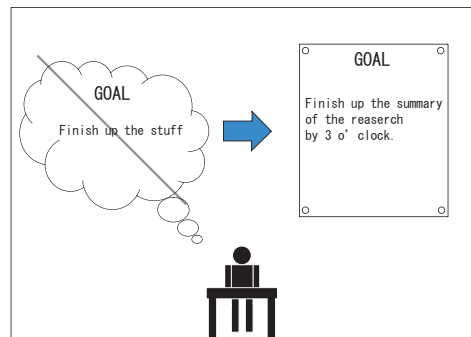 GOAL
Finish up the stuff
GOAL
Finish up the summary
of the reaserch
by 3 o' clock.